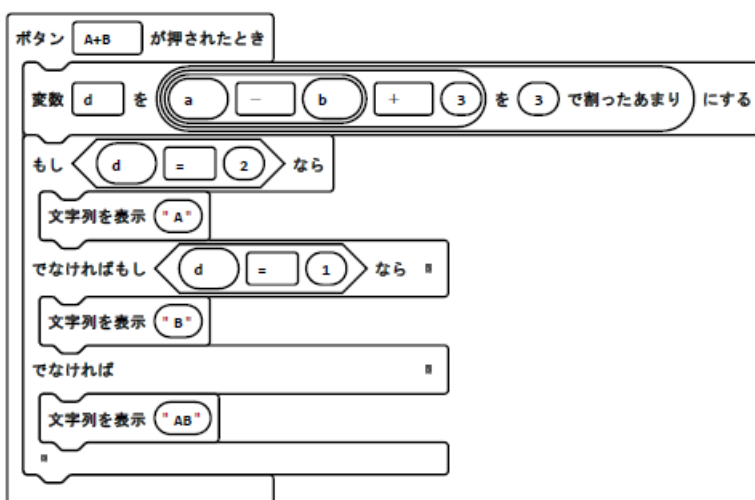 ボタン A+B が押されたとき
変数 d を a - b + 3 を 3 で割ったあまり にする
もし d = 2 なら
文字列を表示 "A"
でなければもし d = 1 なら
文字列を表示 "B"
でなければ
文字列を表示 "AB"